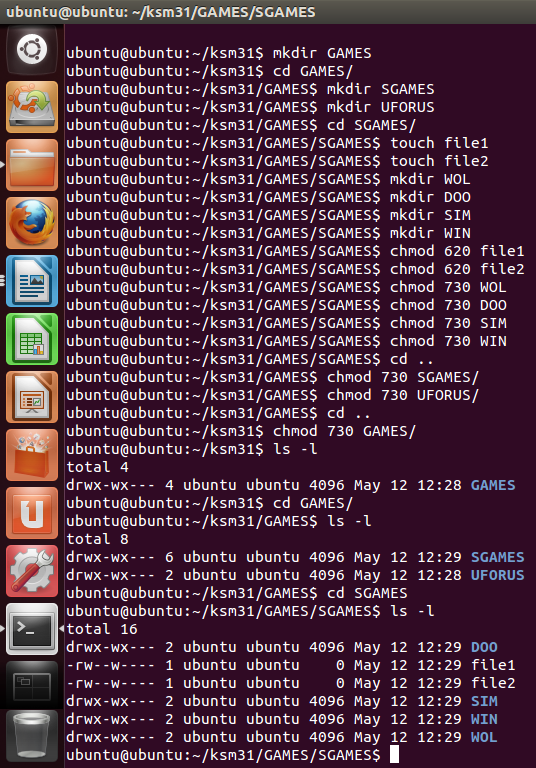 ubuntu@ubuntu: ~/ksm31/GAMES/SGAMES
ubuntu@ubuntu:~/ksm31$ mkdir GAMES
ubuntu@ubuntu:~/ksm31$ cd GAMES/
ubuntu@ubuntu:~/ksm31/GAMES$ mkdir SGAMES
ubuntu@ubuntu:~/ksm31/GAMES$ mkdir UFORUS
ubuntu@ubuntu:~/ksm31/GAMES$ cd SGAMES/
ubuntu@ubuntu:~/ksm31/GAMES/SGAMES$ touch file1
ubuntu@ubuntu:~/ksm31/GAMES/SGAMES$ touch file2
ubuntu@ubuntu:~/ksm31/GAMES/SGAMES$ mkdir WOL
ubuntu@ubuntu:~/ksm31/GAMES/SGAMES$ mkdir DOO
ubuntu@ubuntu:~/ksm31/GAMES/SGAMES$ mkdir SIM
ubuntu@ubuntu:~/ksm31/GAMES/SGAMES$ mkdir WIN
ubuntu@ubuntu:~/ksm31/GAMES/SGAMES$ chmod 620 file1
ubuntu@ubuntu:~/ksm31/GAMES/SGAMES$ chmod 620 file2
ubuntu@ubuntu:~/ksm31/GAMES/SGAMES$ chmod 730 WOL
ubuntu@ubuntu:~/ksm31/GAMES/SGAMES$ chmod 730 DOO
ubuntu@ubuntu:~/ksm31/GAMES/SGAMES$ chmod 730 SIM
ubuntu@ubuntu:~/ksm31/GAMES/SGAMES$ chmod 730 WIN
ubuntu@ubuntu:~/ksm31/GAMES/SGAMES$ cd ..
ubuntu@ubuntu:~/ksm31/GAMES$ chmod 730 SGAMES/
ubuntu@ubuntu:~/ksm31/GAMES$ chmod 730 UFORUS/
ubuntu@ubuntu:~/ksm31/GAMES$ cd ..
ubuntu@ubuntu:~/ksm31$ chmod 730 GAMES/
ubuntu@ubuntu:~/ksm31$ ls -l
total 4
drwx-wx--- 4 ubuntu ubuntu 4096 May 12 12:28 GAMES
ubuntu@ubuntu:~/ksm31$ cd GAMES/
ubuntu@ubuntu:~/ksm31/GAMES$ ls -l
total 8
drwx-wx--- 6 ubuntu ubuntu 4096 May 12 12:29 SGAMES
drwx-wx--- 2 ubuntu ubuntu 4096 May 12 12:28 UFORUS
ubuntu@ubuntu:~/ksm31/GAMES$ cd SGAMES
ubuntu@ubuntu:~/ksm31/GAMES/SGAMES$ ls -l
total 16
drwx-wx--- 2 ubuntu ubuntu 4096 May 12 12:29 DOO
-rw--w---- 1 ubuntu ubuntu    0 May 12 12:29 file1
-rw--w---- 1 ubuntu ubuntu    0 May 12 12:29 file2
drwx-wx--- 2 ubuntu ubuntu 4096 May 12 12:29 SIM
drwx-wx--- 2 ubuntu ubuntu 4096 May 12 12:29 WIN
drwx-wx--- 2 ubuntu ubuntu 4096 May 12 12:29 WOL
ubuntu@ubuntu:~/ksm31/GAMES/SGAMES$